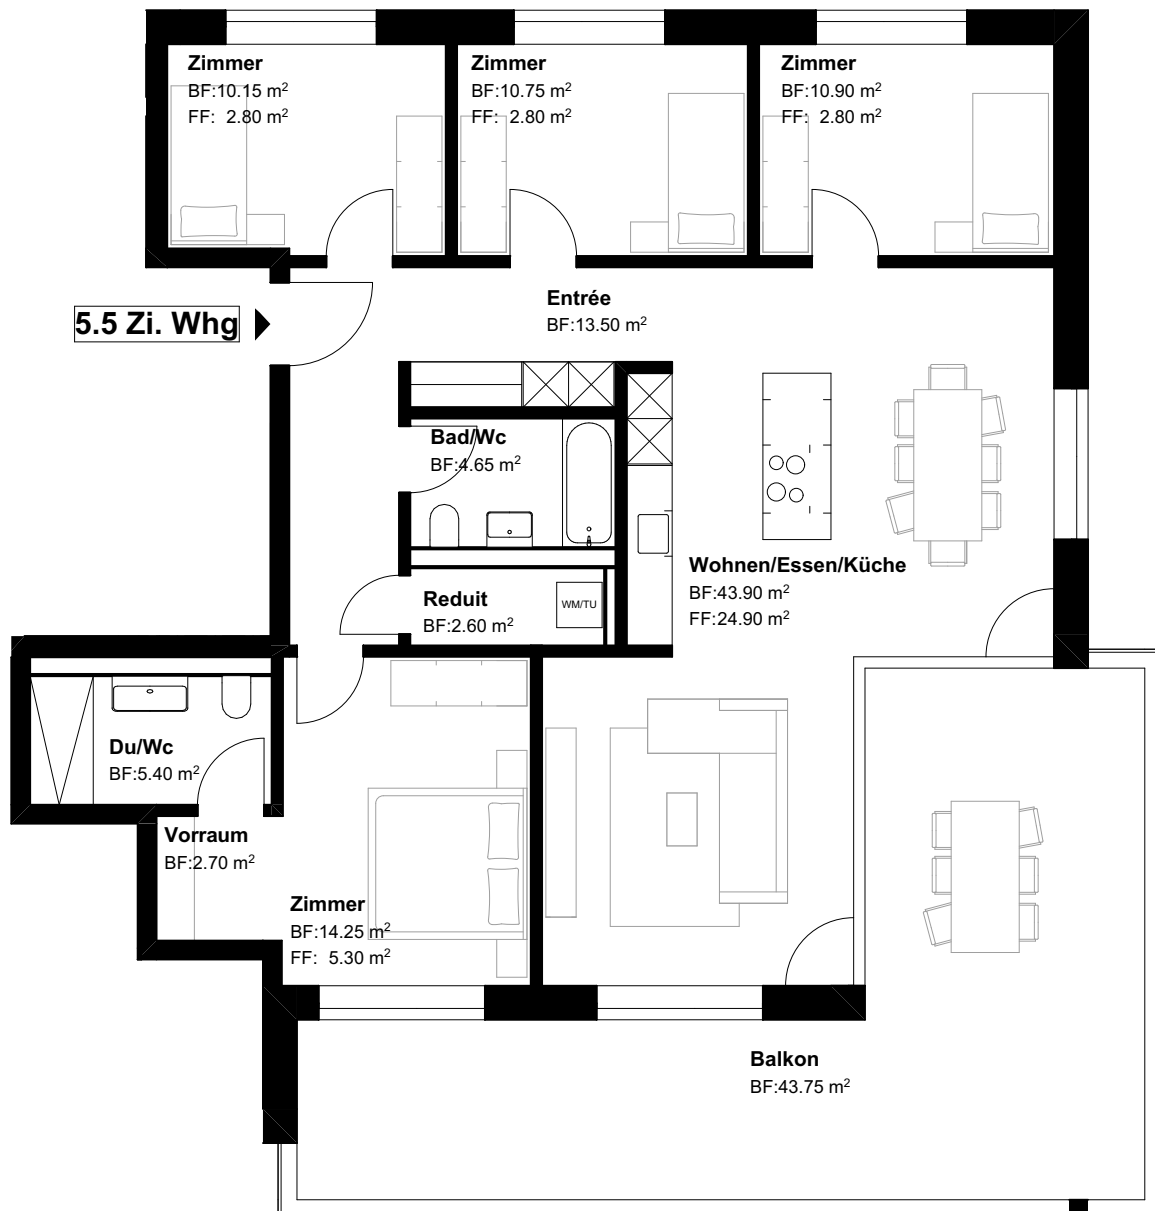 Zimmer
BF:10.15 m²
FF: 2.80 m²
Zimmer
BF:10.75 m²
FF: 2.80 m²
Zimmer
BF:10.90 m²
FF: 2.80 m²
5.5 Zi. Whg
Entrée
BF:13.50 m²
Bad/Wc
BF:4.65 m²
Wohnen/Essen/Küche
BF:43.90 m²
FF:24.90 m²
Reduit
BF:2.60 m²
WM/TU
Du/Wc
BF:5.40 m²
Vorraum
BF:2.70 m²
Zimmer
BF:14.25 m²
FF: 5.30 m²
Balkon
BF:43.75 m²